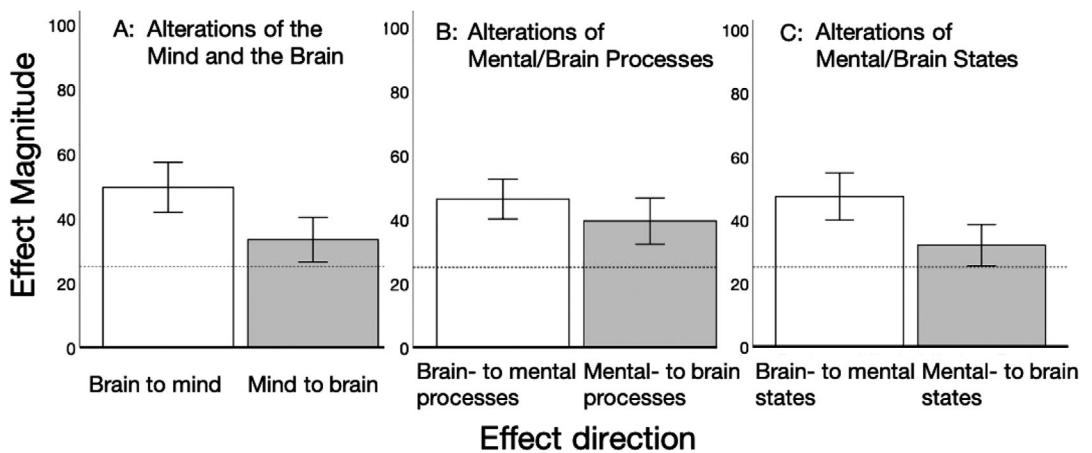 A: Alterations of the
Mind and the Brain
B: Alterations of
Mental/Brain Processes
C: Alterations of
Mental/Brain States
Effect Magnitude
100
80
60
40
20
0
100
80
60
40
20
0
100
80
60
40
20
0
Brain to mind
Mind to brain
Brain- to mental
processes
Mental- to brain
processes
Brain- to mental
states
Mental- to brain
states
Effect direction